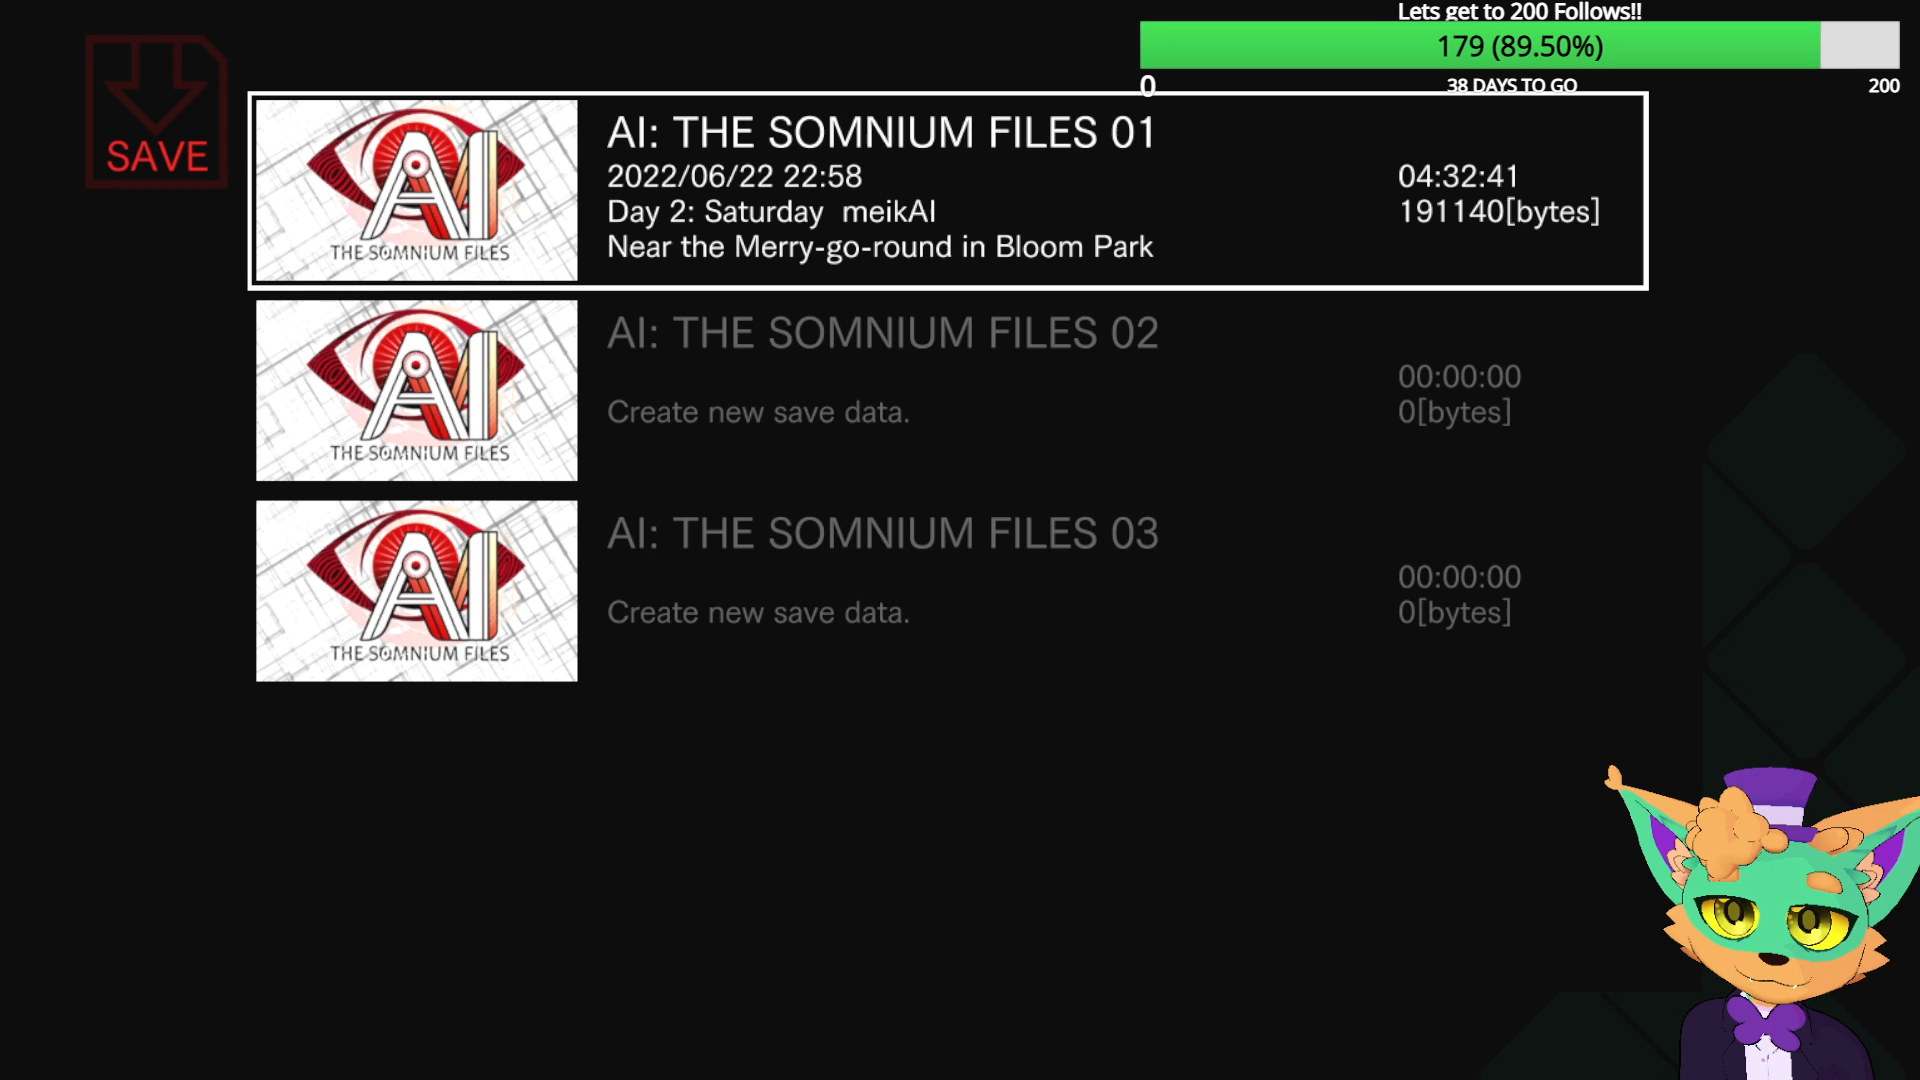 Lets get to 200 Follows!!
179 (89.50%)
0
38 DAYS TO GO
200
SAVE
AI
THE SOMNIUM FILES
AI: THE SOMNIUM FILES 01
2022/06/22 22:58
04:32:41
Day 2: Saturday meikAI
191140[bytes]
Near the Merry-go-round in Bloom Park
AI
THE SOMNIUM FILES
AI: THE SOMNIUM FILES 02
00:00:00
Create new save data.
0[bytes]
AI
THE SOMNIUM FILES
AI: THE SOMNIUM FILES 03
00:00:00
Create new save data.
0[bytes]